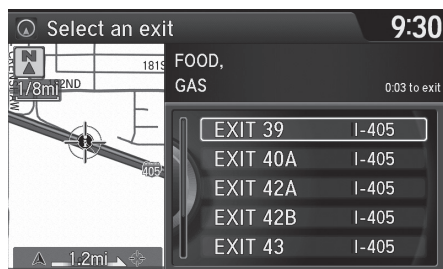 Select an exit
9:30
N
1/8mi
181S
FOOD,
GAS
0:03 to exit
405
1.2mi
EXIT 39 I-405
EXIT 40A I-405
EXIT 42A I-405
EXIT 42B I-405
EXIT 43 I-405